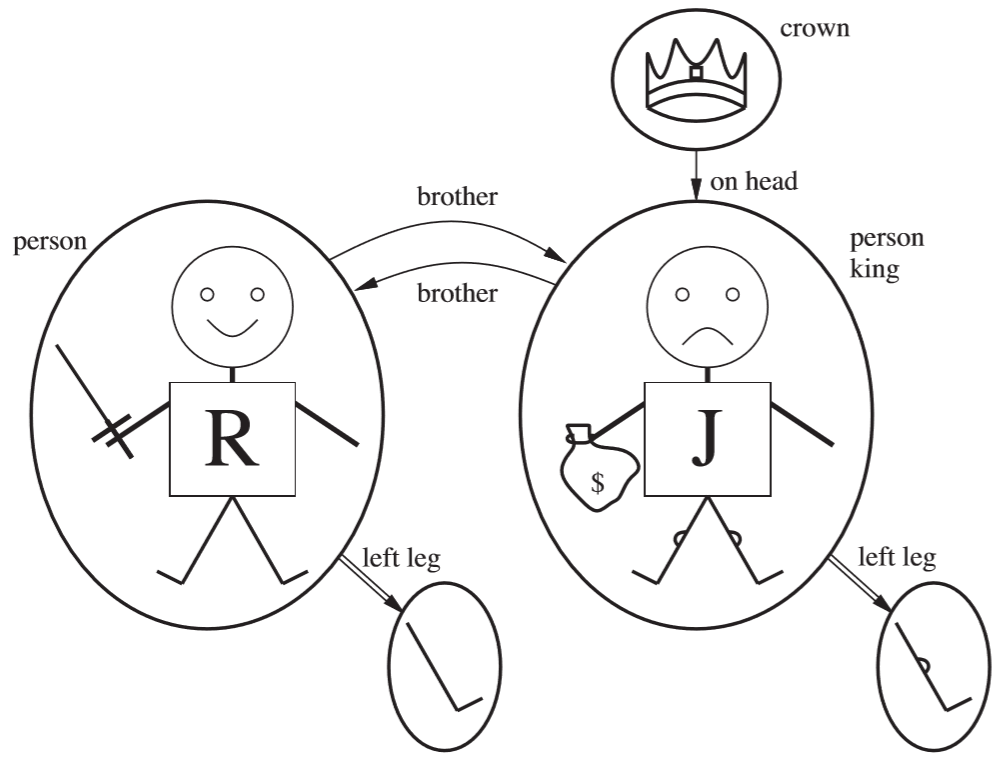 crown
on head
brother
person
person
king
brother
R
J
$
left leg
left leg